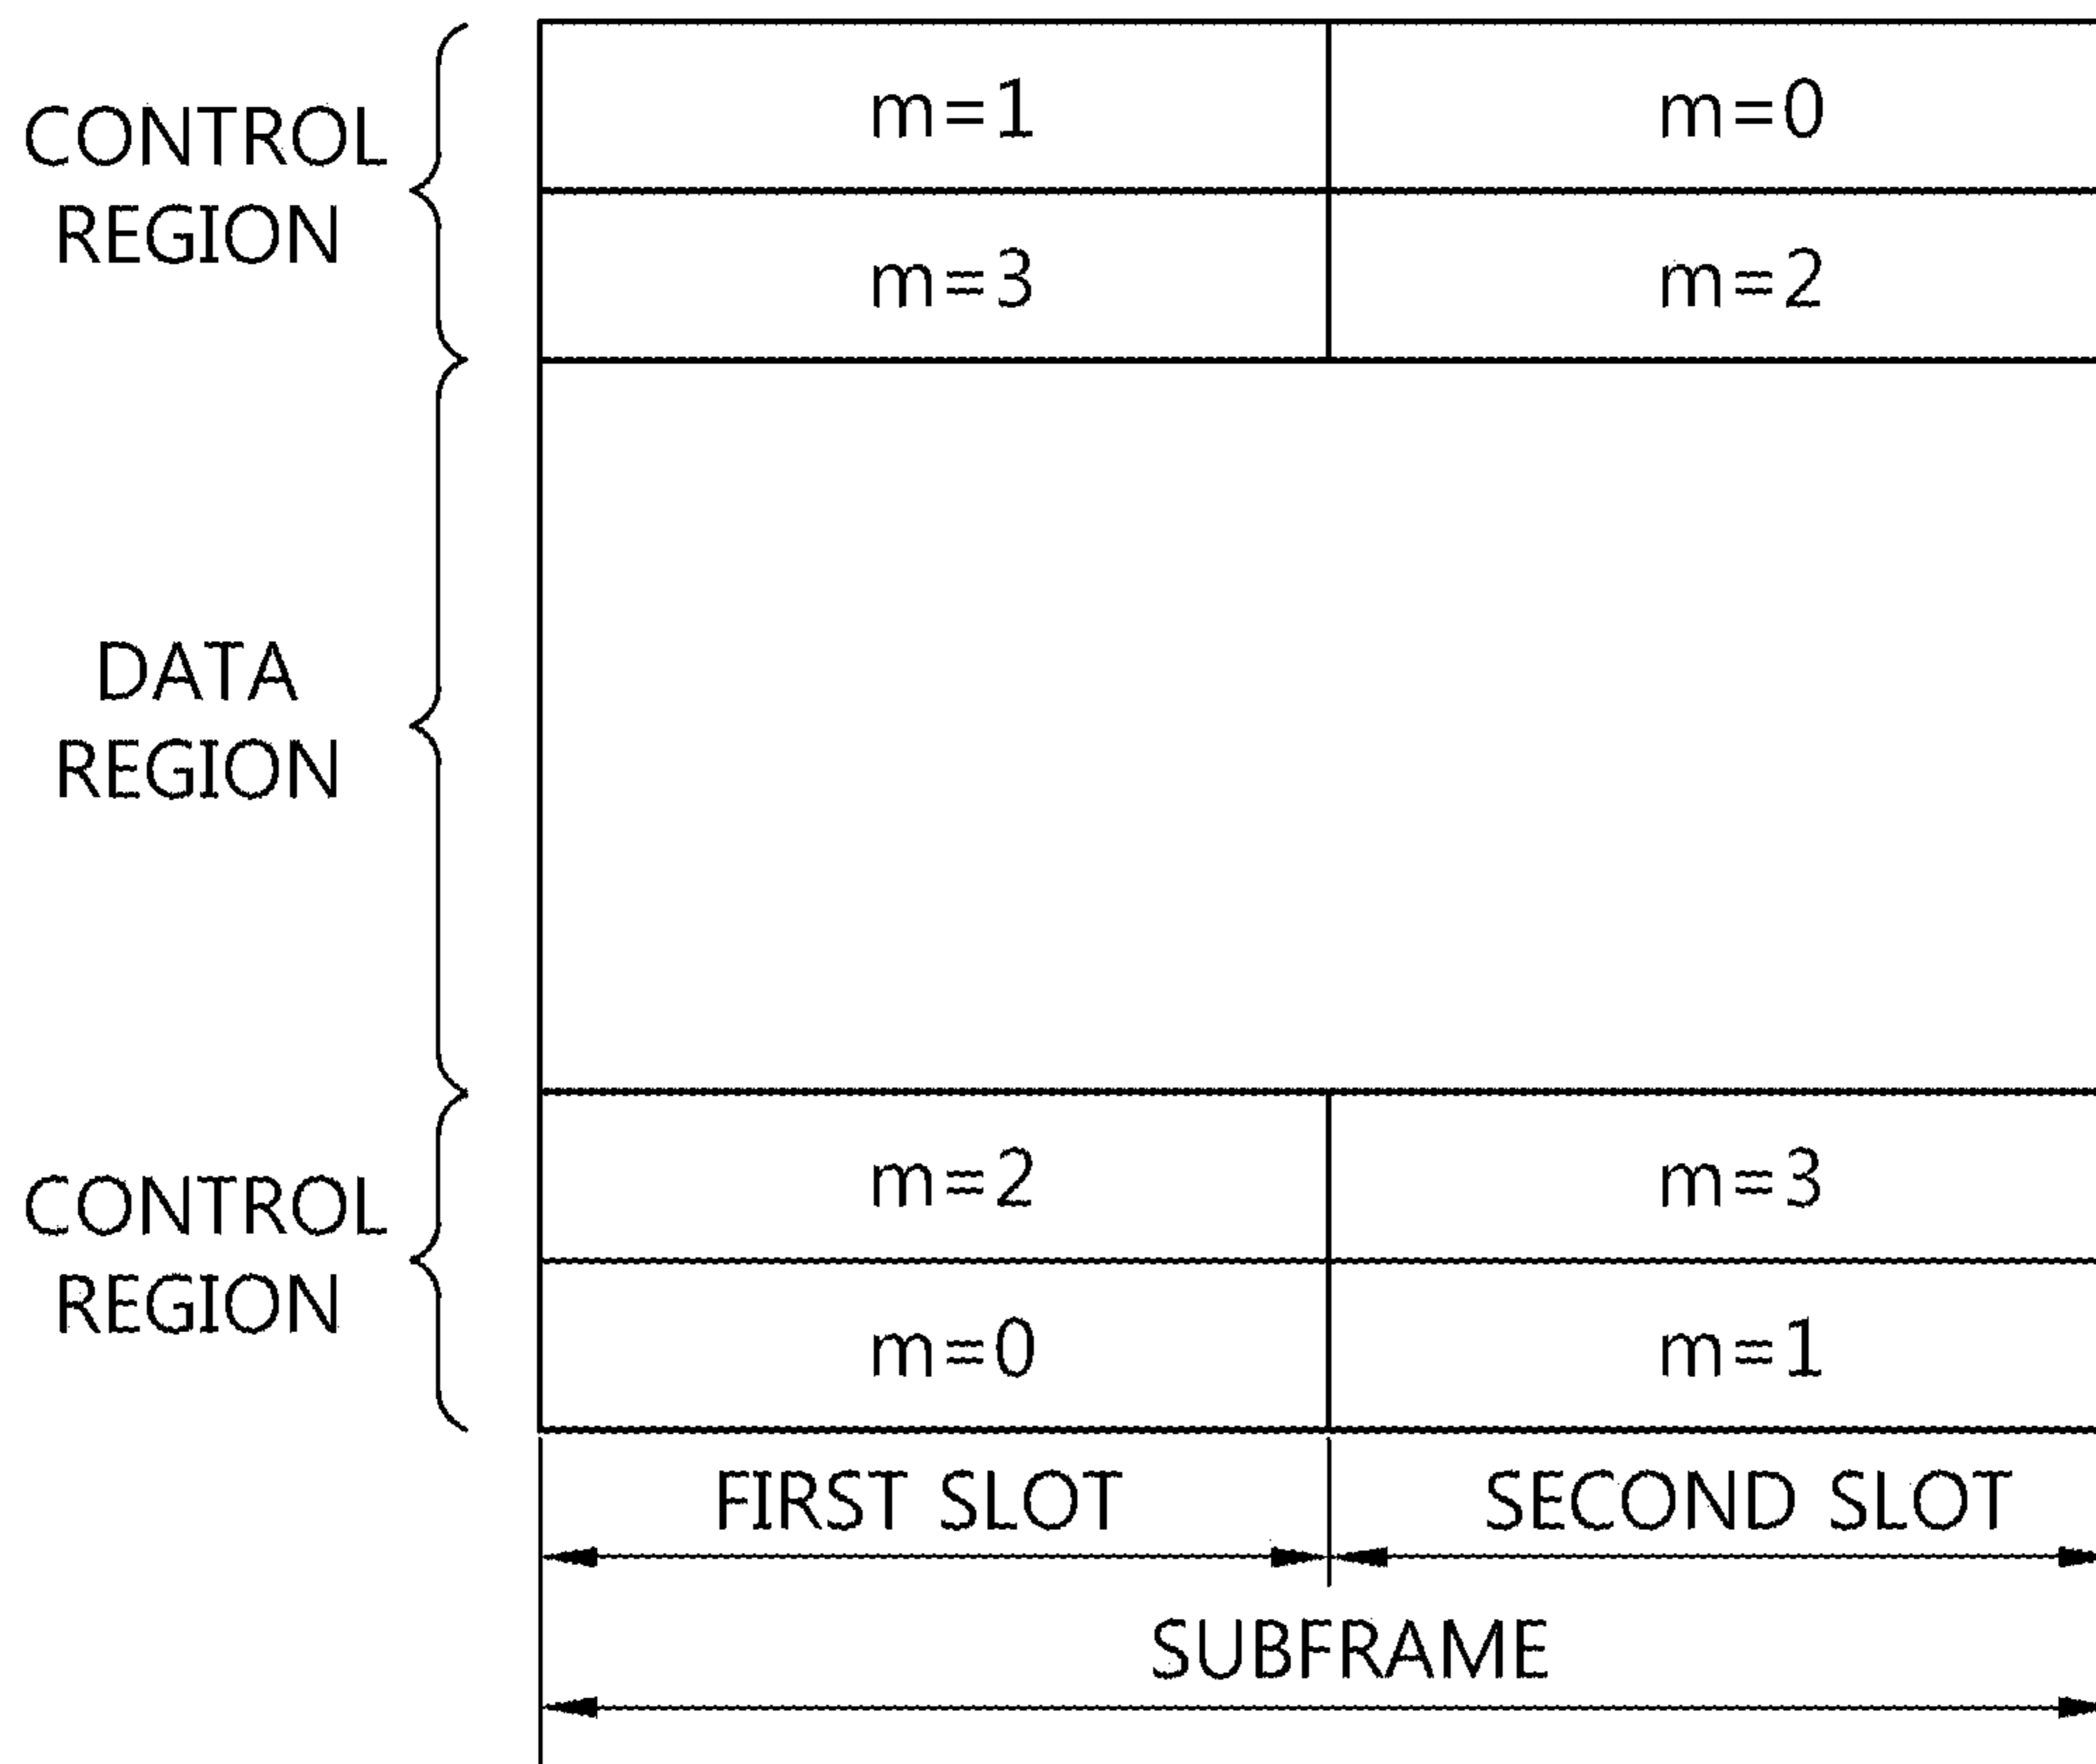 CONTROL
REGION
m=1
m=0
m=3
m=2
DATA
REGION
CONTROL
REGION
m=2
m=3
m=0
m=1
FIRST SLOT
SECOND SLOT
SUBFRAME